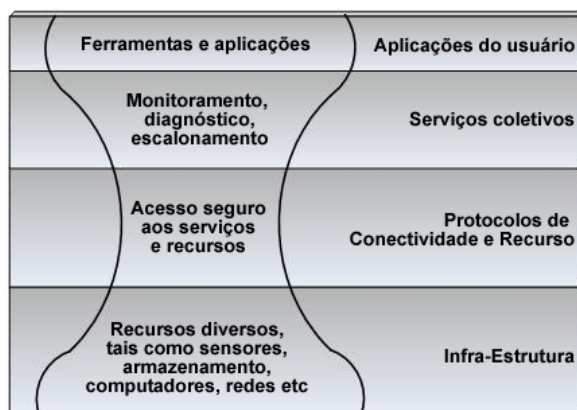 Ferramentas e aplicações
Aplicações do usuário
Monitoramento,
diagnóstico,
escalonamento
Serviços coletivos
Acesso seguro
aos serviços
e recursos
Protocolos de
Conectividade e Recurso
Recursos diversos,
tais como sensores,
armazenamento,
computadores, redes etc
Infra-Estrutura